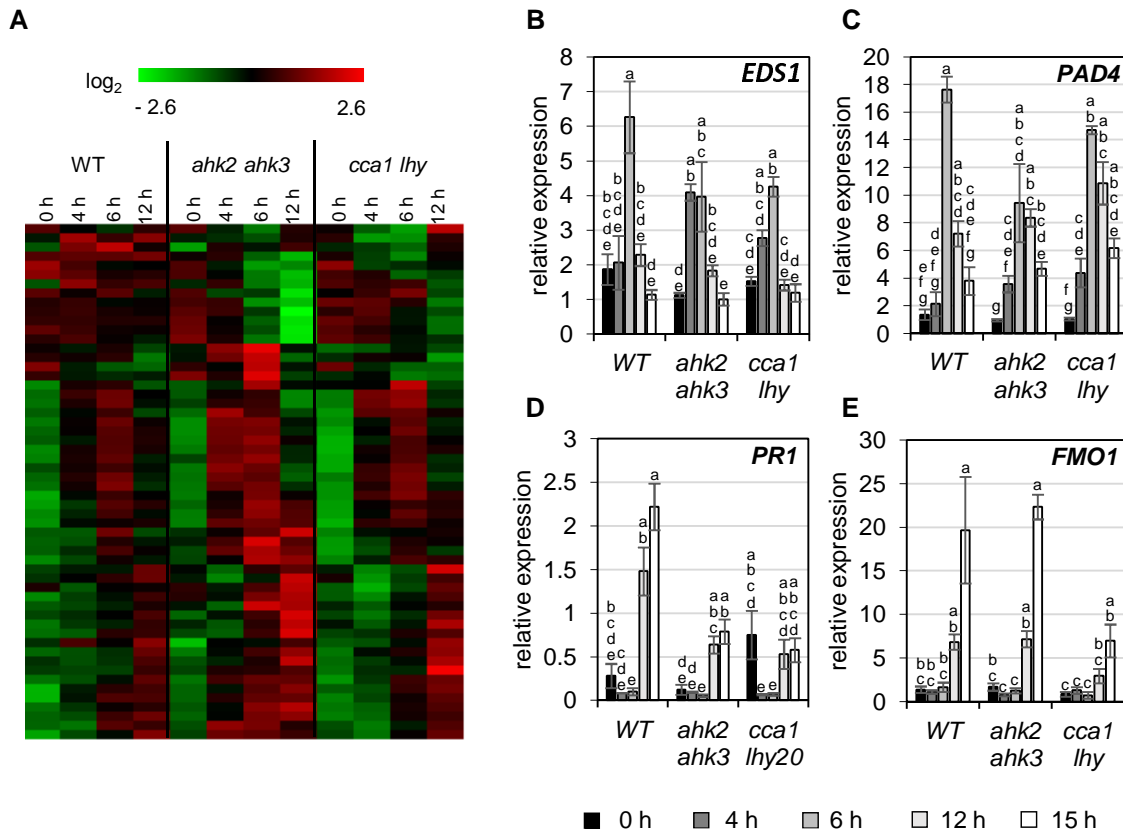 A
log₂
- 2.6
2.6
WT
ahk2 ahk3
cca1 lhy
0 h 4 h 6 h 12 h 0 h 4 h 6 h 12 h 0 h 4 h 6 h 12 h
B
EDS1
relative expression
8
7
6
5
4
3
2
1
0
b c d e
b c d e
a
b c d e
d e
d e
a b
a b c
b c d e
e
c d e
a b c d
a b
c d e
d e
WT
ahk2
ahk3
cca1
lhy
C
PAD4
relative expression
20
18
16
14
12
10
8
6
4
2
0
e f g
d e f g
a
a b c d
c d e f g
g
c d e f
a b c d
a b c
b c d e
f g
c d e f
a b
a b c
a b c d e
WT
ahk2
ahk3
cca1
lhy
D
PR1
relative expression
3
2.5
2
1.5
1
0.5
0
b c d e
c d e
d e
a b
a
d e
d e
e
a b c
a b
a b c d
e
e
a b c d
a b c d
WT
ahk2
ahk3
cca1
lhy20
E
FMO1
relative expression
30
25
20
15
10
5
0
b c
b c
b c
a b
a
b c
c
c
a b
a
c
c
c
b c
a b
WT
ahk2
ahk3
cca1
lhy
0 h 4 h 6 h 12 h 15 h